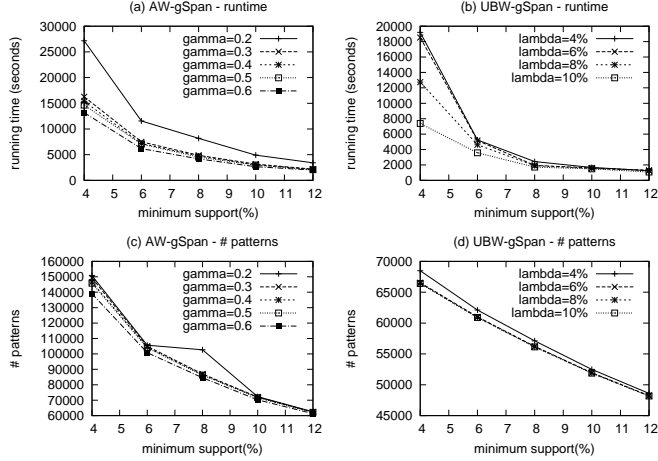 (a) AW-gSpan - runtime
running time (seconds)
30000
25000
20000
15000
10000
5000
0
gamma=0.2
gamma=0.3
gamma=0.4
gamma=0.5
gamma=0.6
4 5 6 7 8 9 10 11 12
minimum support(%)
(b) UBW-gSpan - runtime
running time (seconds)
20000
18000
16000
14000
12000
10000
8000
6000
4000
2000
0
lambda=4%
lambda=6%
lambda=8%
lambda=10%
4 5 6 7 8 9 10 11 12
minimum support(%)
(c) AW-gSpan - # patterns
# patterns
160000
150000
140000
130000
120000
110000
100000
90000
80000
70000
60000
gamma=0.2
gamma=0.3
gamma=0.4
gamma=0.5
gamma=0.6
4 5 6 7 8 9 10 11 12
minimum support(%)
(d) UBW-gSpan - # patterns
# patterns
70000
65000
60000
55000
50000
45000
lambda=4%
lambda=6%
lambda=8%
lambda=10%
4 5 6 7 8 9 10 11 12
minimum support(%)